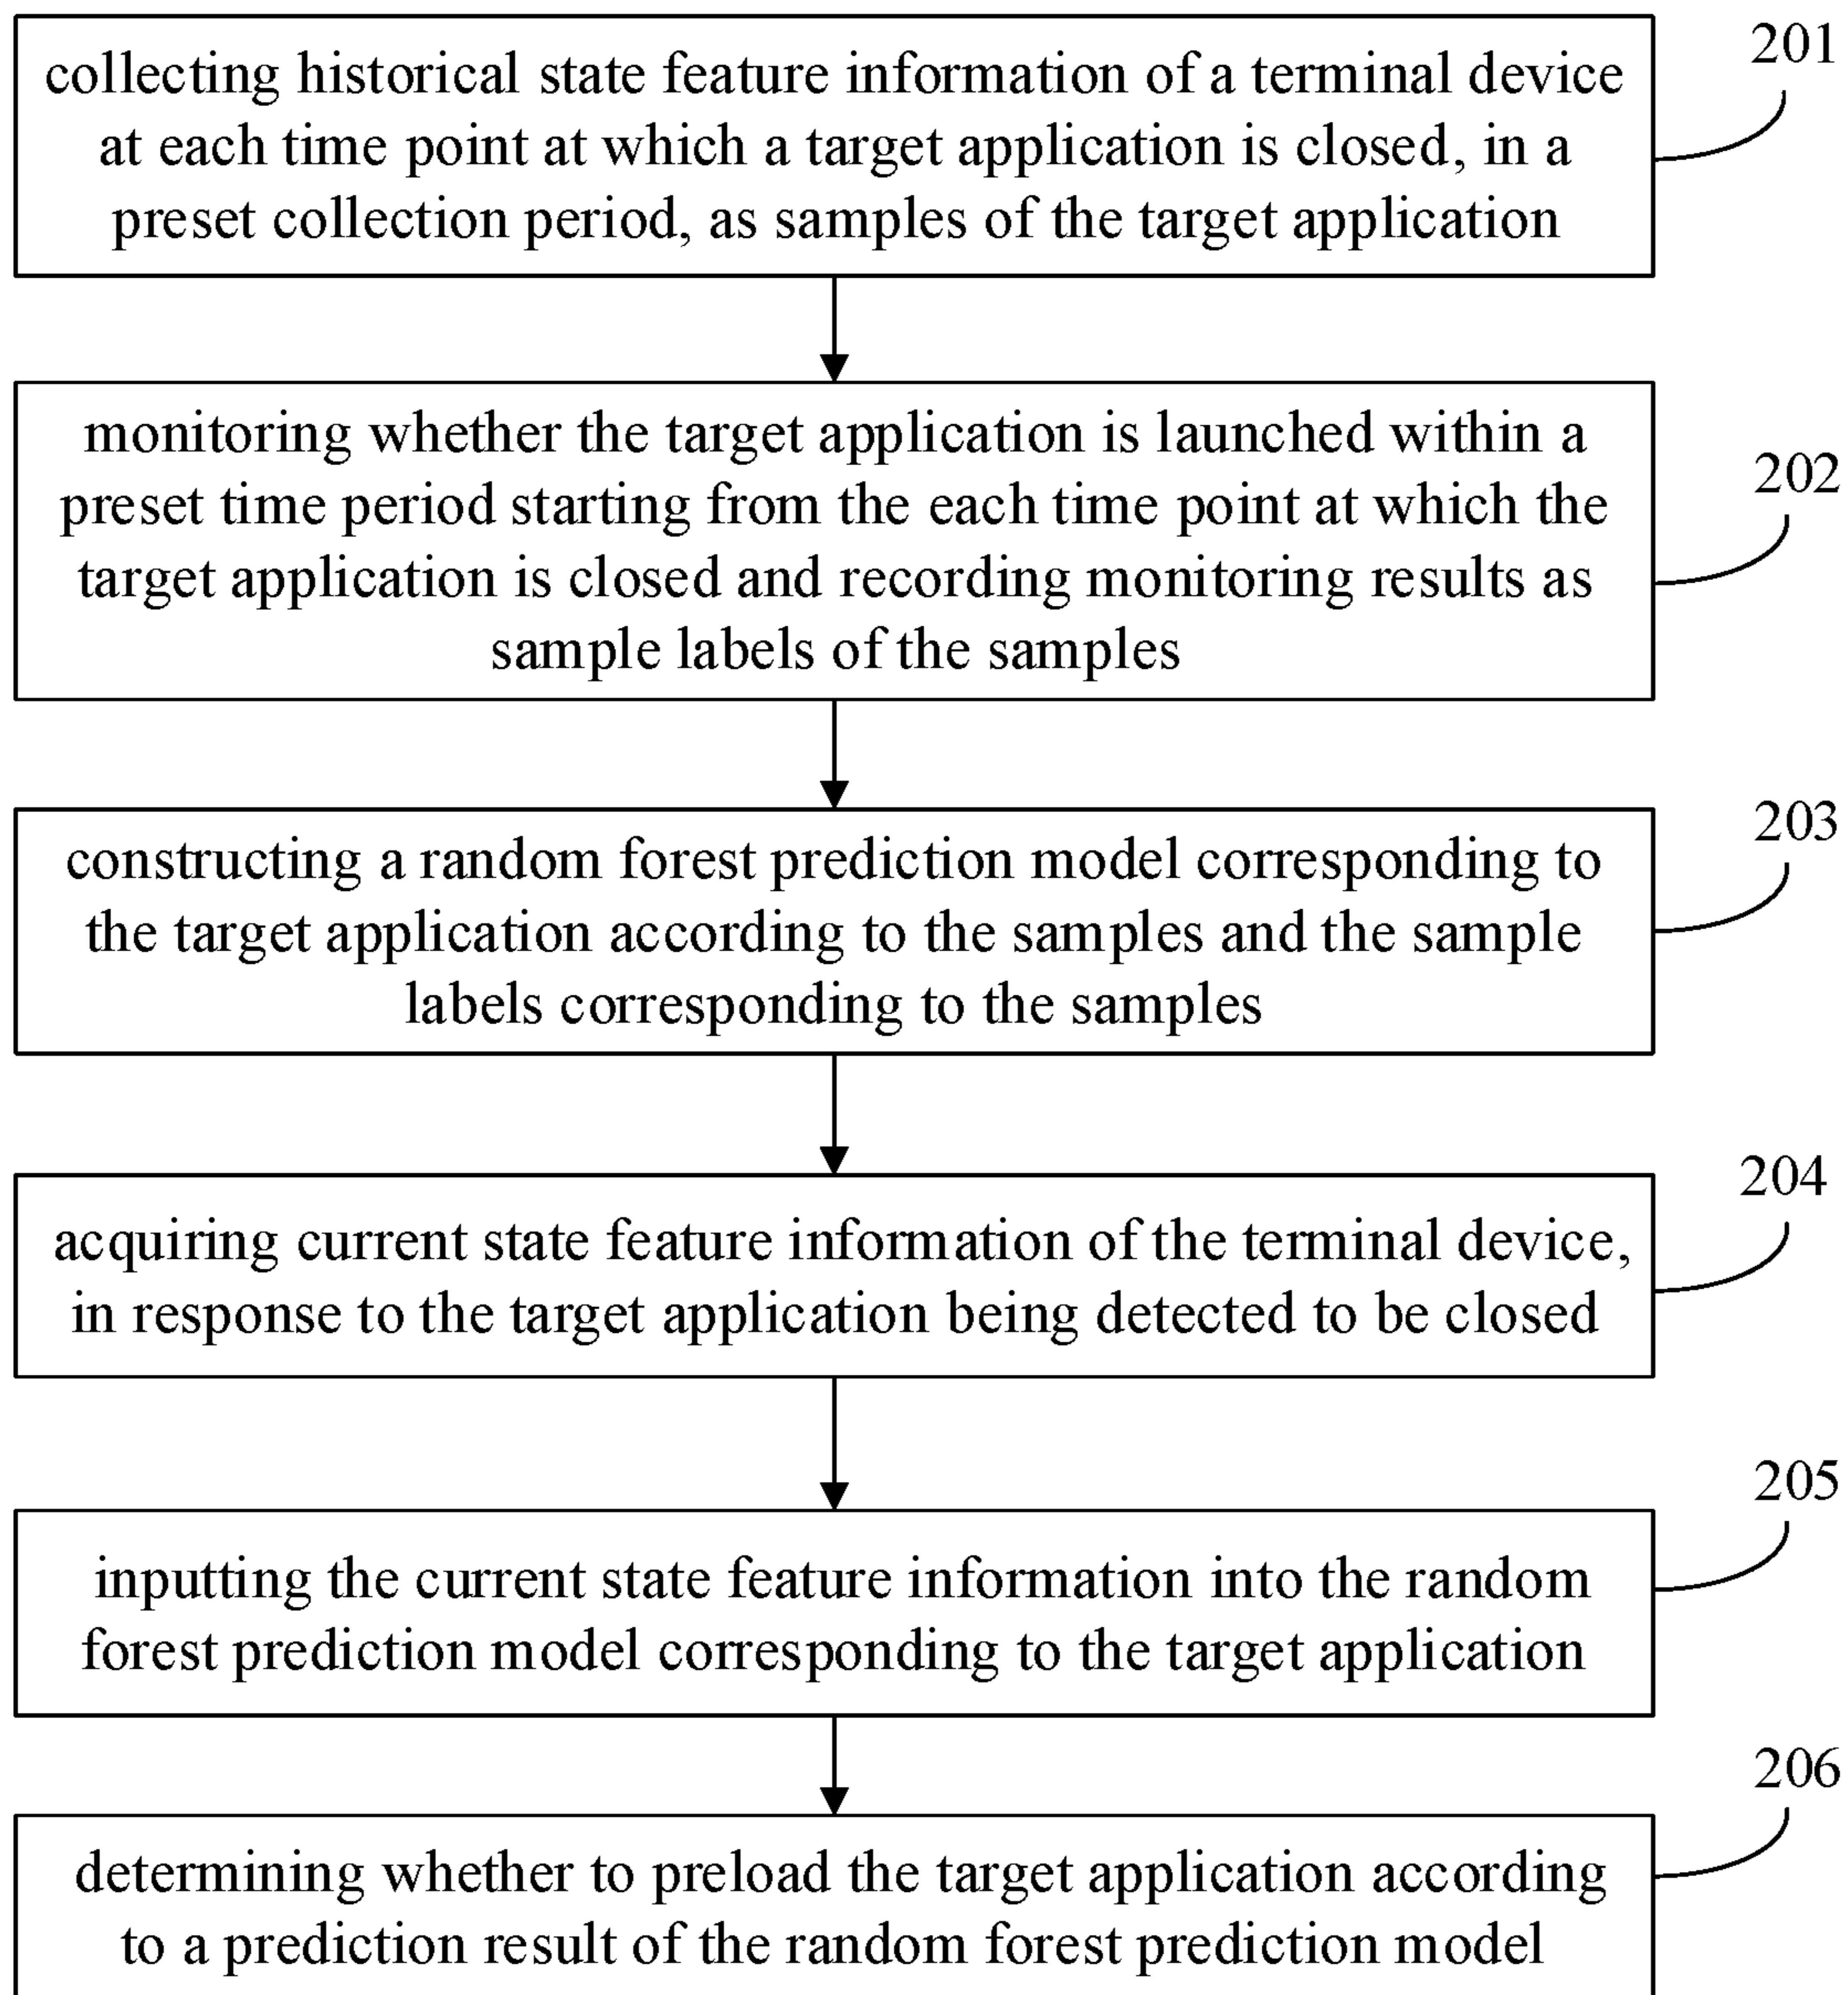 collecting historical state feature information of a terminal device
at each time point at which a target application is closed, in a
preset collection period, as samples of the target application
201
monitoring whether the target application is launched within a
preset time period starting from the each time point at which the
target application is closed and recording monitoring results as
sample labels of the samples
202
constructing a random forest prediction model corresponding to
the target application according to the samples and the sample
labels corresponding to the samples
203
acquiring current state feature information of the terminal device,
in response to the target application being detected to be closed
204
inputting the current state feature information into the random
forest prediction model corresponding to the target application
205
determining whether to preload the target application according
to a prediction result of the random forest prediction model
206